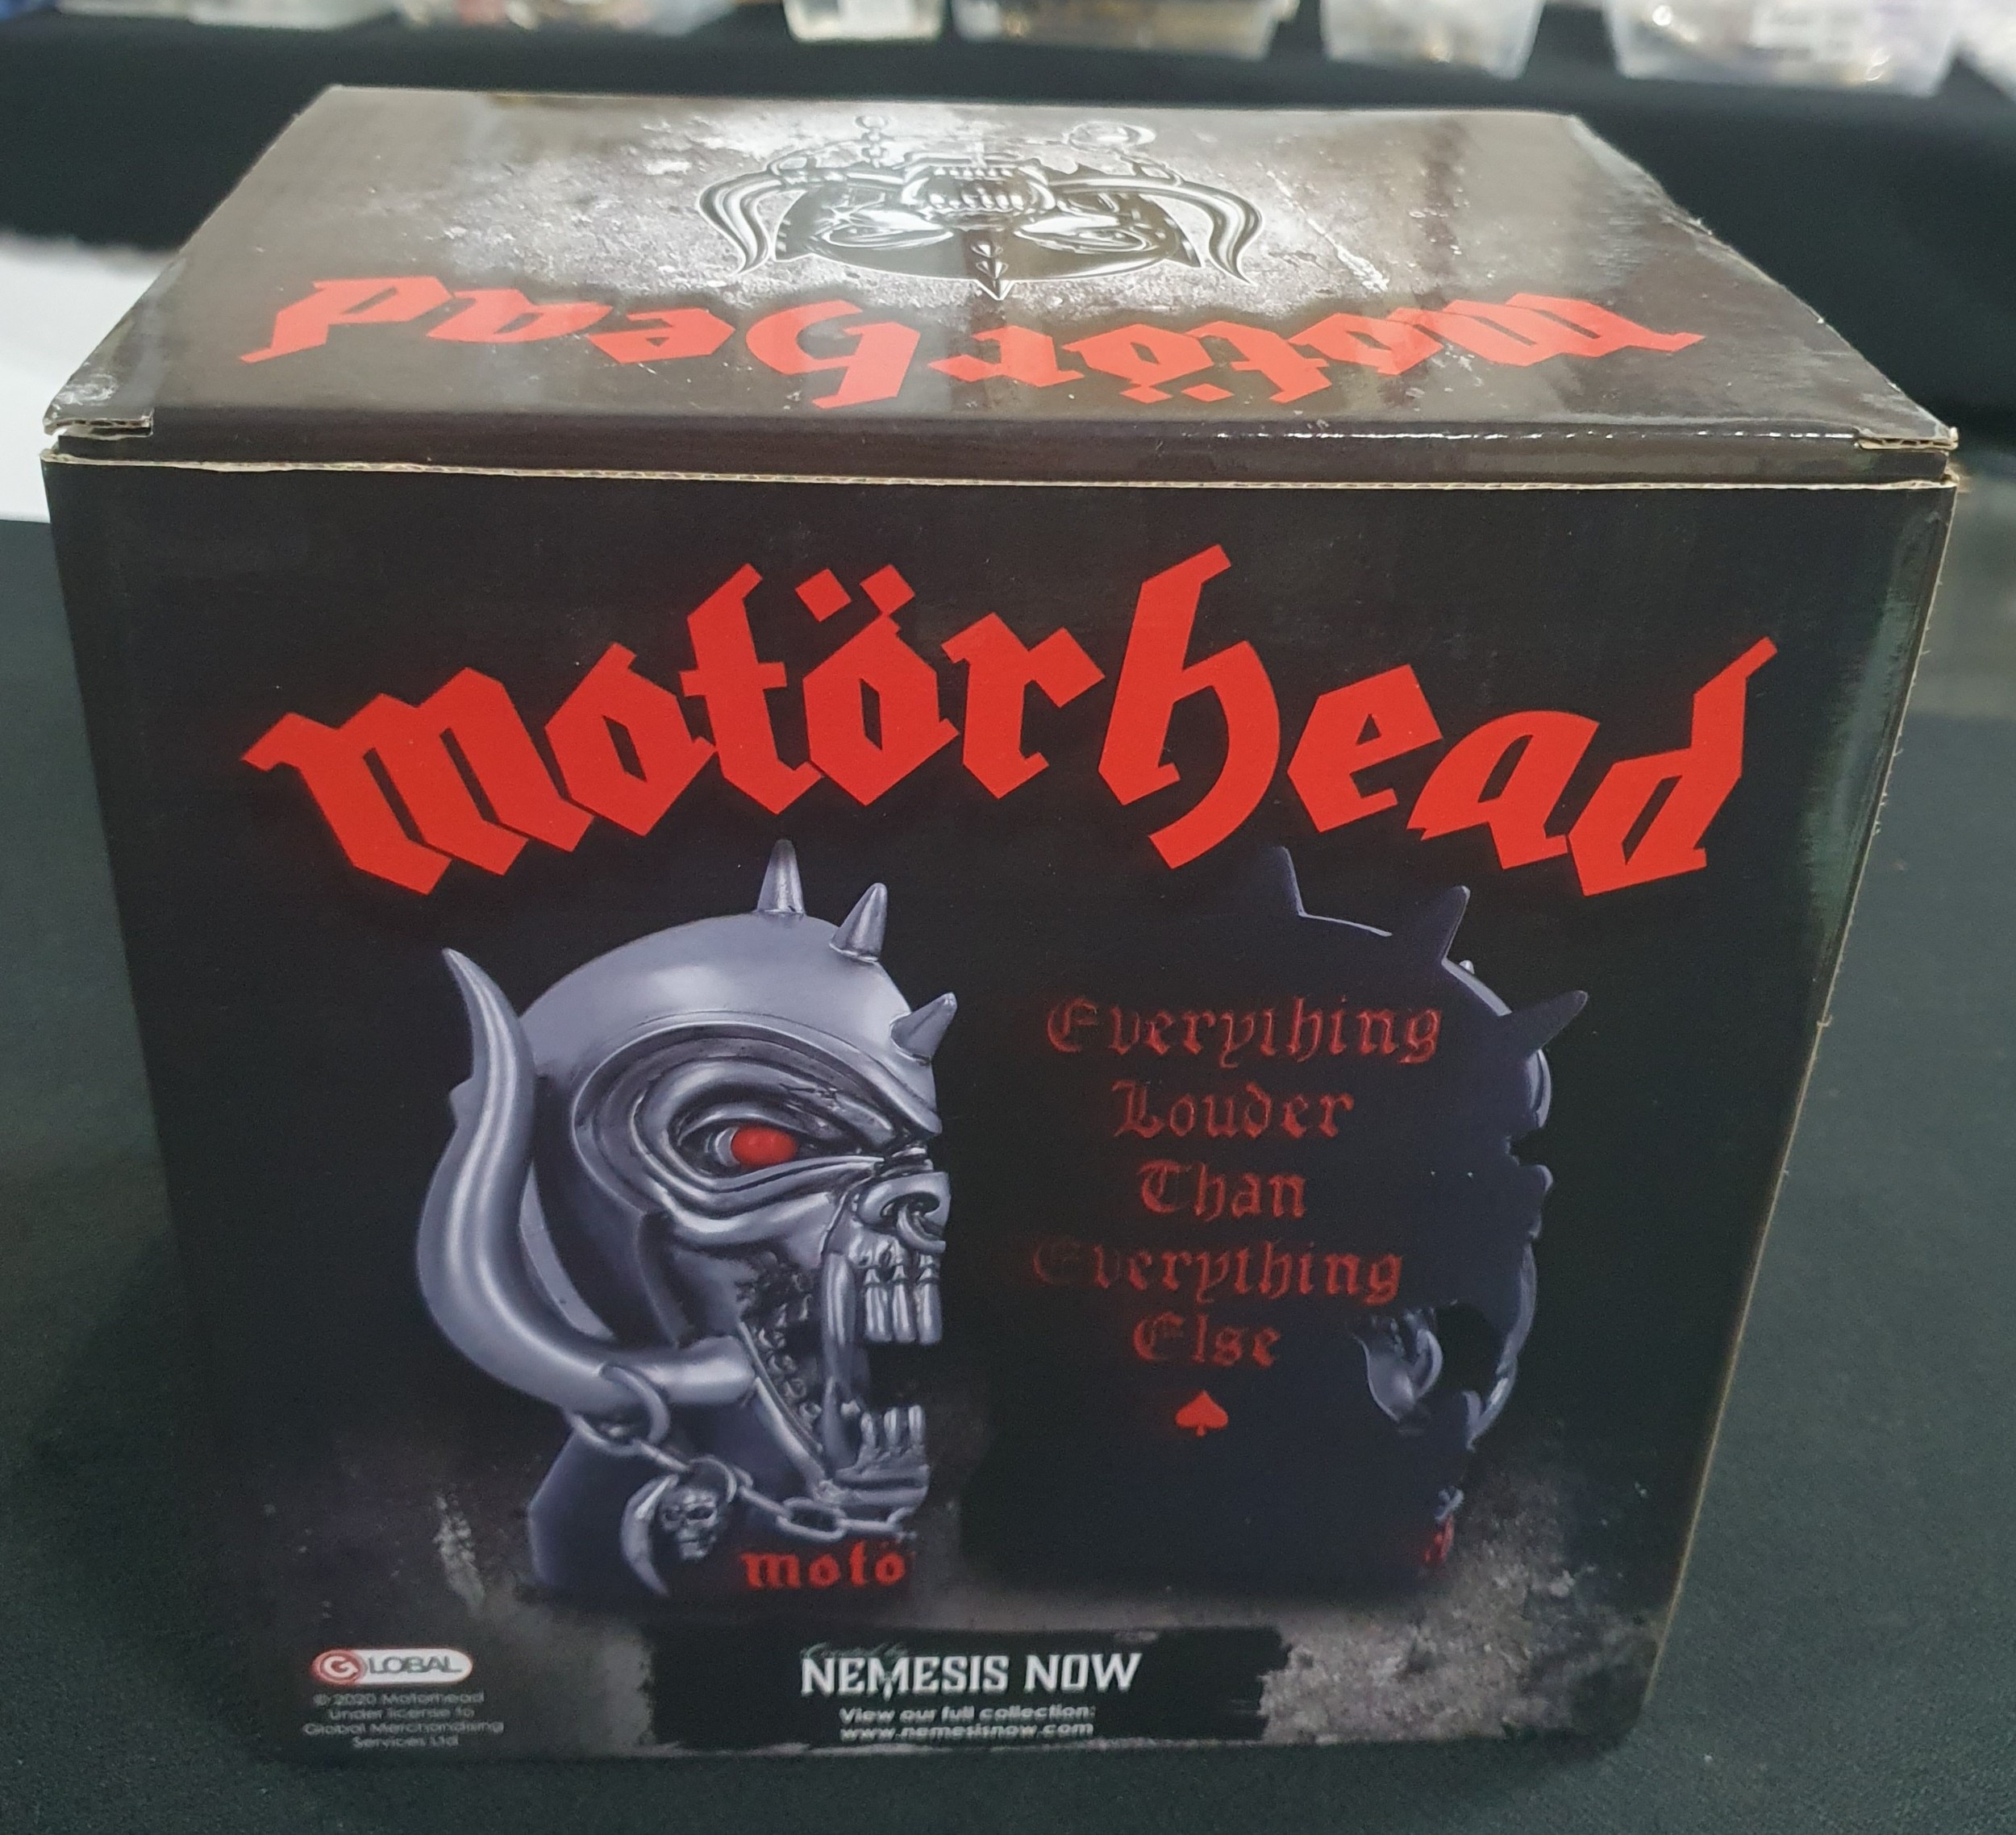 motörhead
motörhead
Everything
Louder
Than
Everything
Else
motö
GLOBAL
© 2020 Motorhead
Under license to
Global Merchandising
Services Ltd
NEMESIS NOW
View our full collection:
www.nemesisnow.com